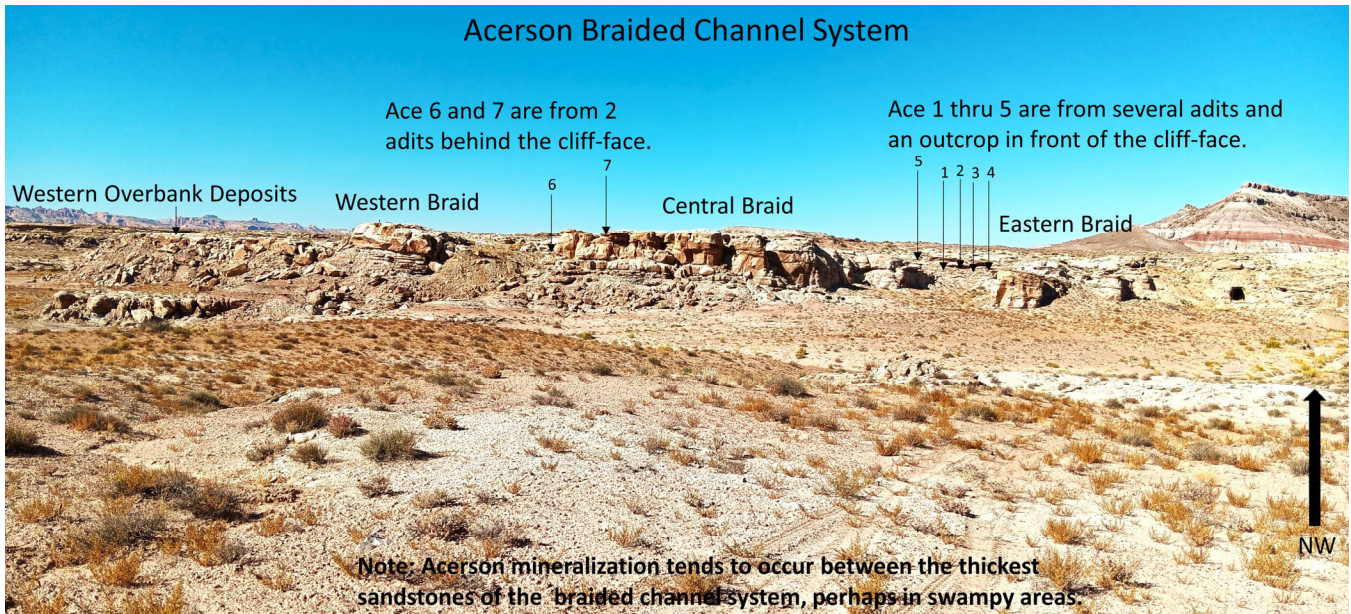 Acerson Braided Channel System
Ace 6 and 7 are from 2
adits behind the cliff-face.
Ace 1 thru 5 are from several adits and
an outcrop in front of the cliff-face.
6
7
5
1
2
3
4
Western Overbank Deposits
Western Braid
Central Braid
Eastern Braid
NW
Note: Acerson mineralization tends to occur between the thickest
sandstones of the braided channel system, perhaps in swampy areas.